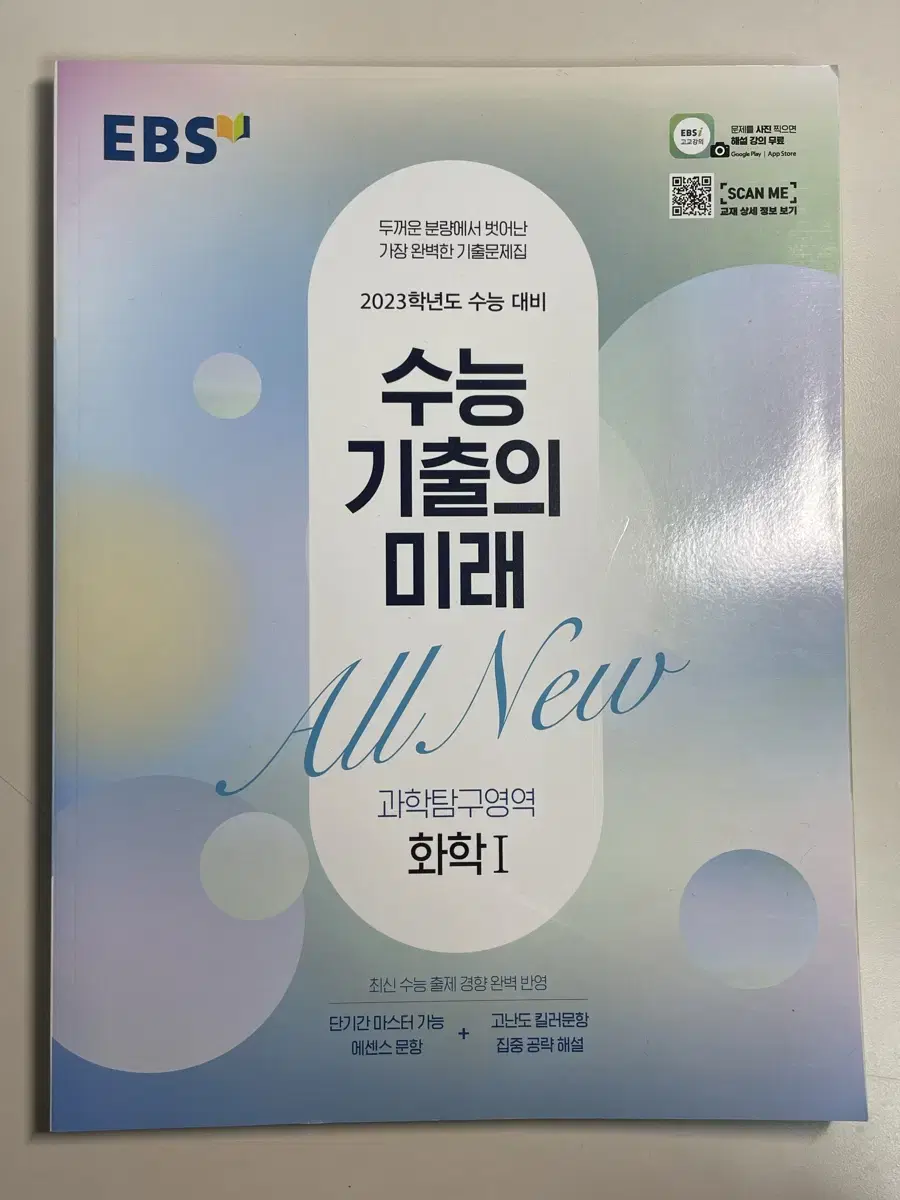 EBS
EBS i
고교강의
문제를 사진 찍으면
해설 강의 무료
Google Play | App Store
SCAN ME
교재 상세 정보 보기
두꺼운 분량에서 벗어난
가장 완벽한 기출문제집
2023학년도 수능 대비
수능
기출의
미래
All New
과학탐구영역
화학 I
최신 수능 출제 경향 완벽 반영
단기간 마스터 가능
에센스 문항
+
고난도 킬러문항
집중 공략 해설